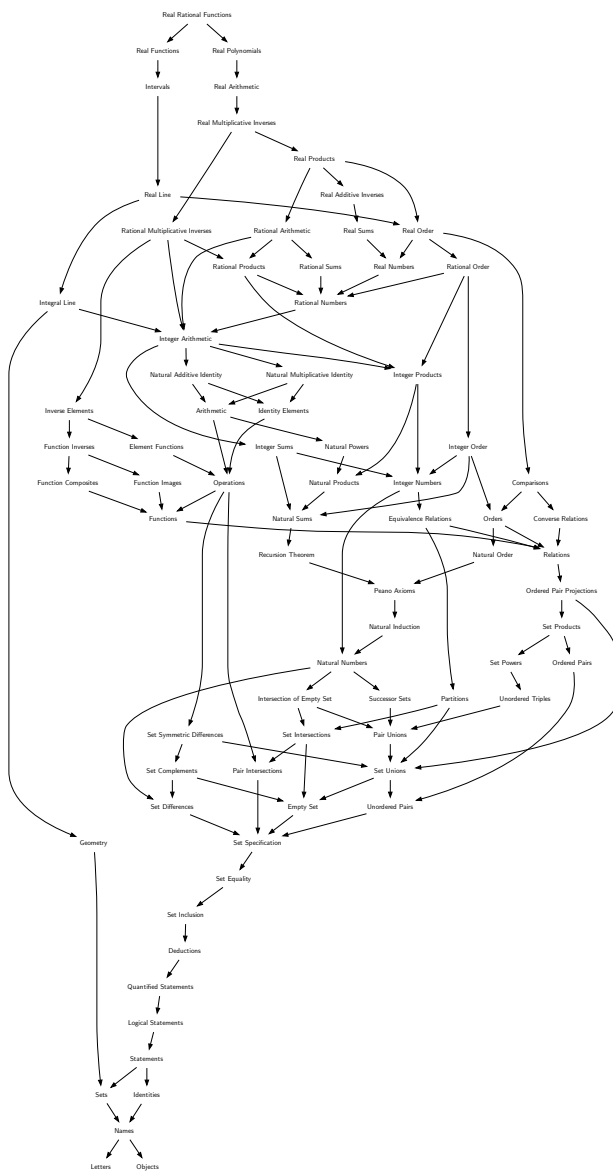 Real Rational Functions
Real Functions
Real Polynomials
Intervals
Real Arithmetic
Real Multiplicative Inverses
Real Products
Real Line
Real Additive Inverses
Rational Multiplicative Inverses
Rational Arithmetic
Real Sums
Real Order
Rational Products
Rational Sums
Real Numbers
Rational Order
Integral Line
Rational Numbers
Integer Arithmetic
Natural Additive Identity
Natural Multiplicative Identity
Integer Products
Inverse Elements
Arithmetic
Identity Elements
Function Inverses
Element Functions
Integer Sums
Natural Powers
Integer Order
Function Composites
Function Images
Operations
Natural Products
Integer Numbers
Comparisons
Functions
Natural Sums
Equivalence Relations
Orders
Converse Relations
Recursion Theorem
Natural Order
Relations
Peano Axioms
Ordered Pair Projections
Natural Induction
Set Products
Natural Numbers
Set Powers
Ordered Pairs
Intersection of Empty Set
Successor Sets
Partitions
Unordered Triples
Set Symmetric Differences
Set Intersections
Pair Unions
Set Complements
Pair Intersections
Set Unions
Set Differences
Empty Set
Unordered Pairs
Geometry
Set Specification
Set Equality
Set Inclusion
Deductions
Quantified Statements
Logical Statements
Statements
Sets
Identities
Names
Letters
Objects